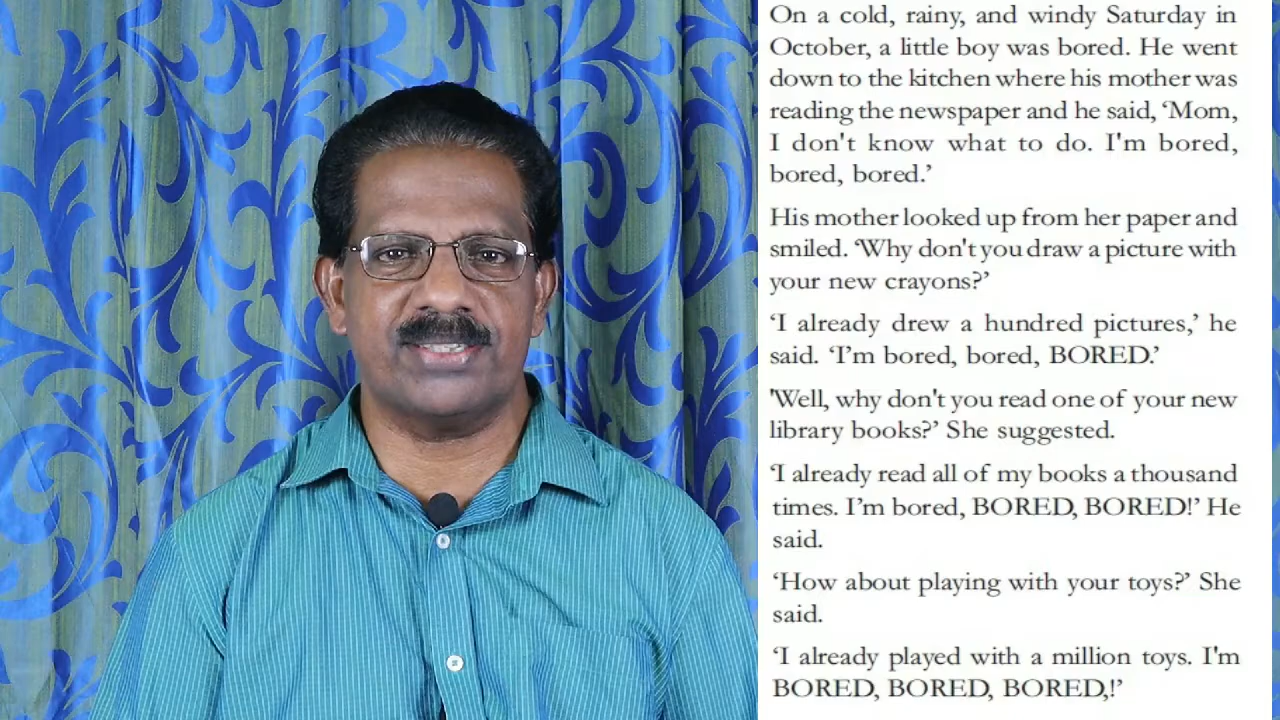 On a cold, rainy, and windy Saturday in
October, a little boy was bored. He went
down to the kitchen where his mother was
reading the newspaper and he said, ‘Mom,
I don't know what to do. I'm bored,
bored, bored.’
His mother looked up from her paper and
smiled. ‘Why don't you draw a picture with
your new crayons?’
‘I already drew a hundred pictures,’ he
said. ‘I’m bored, bored, BORED.’
'Well, why don't you read one of your new
library books?’ She suggested.
‘I already read all of my books a thousand
times. I’m bored, BORED, BORED!’ He
said.
‘How about playing with your toys?’ She
said.
‘I already played with a million toys. I'm
BORED, BORED, BORED,!’